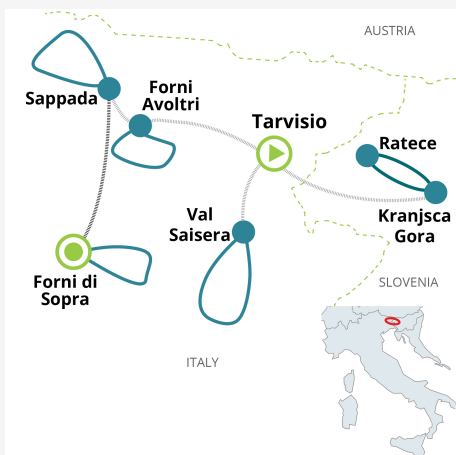 AUSTRIA
Sappada
Forni
Avoltri
Tarvisio
Ratece
Kranjsca
Gora
Val
Saisera
Forni di
Sopra
SLOVENIA
ITALY